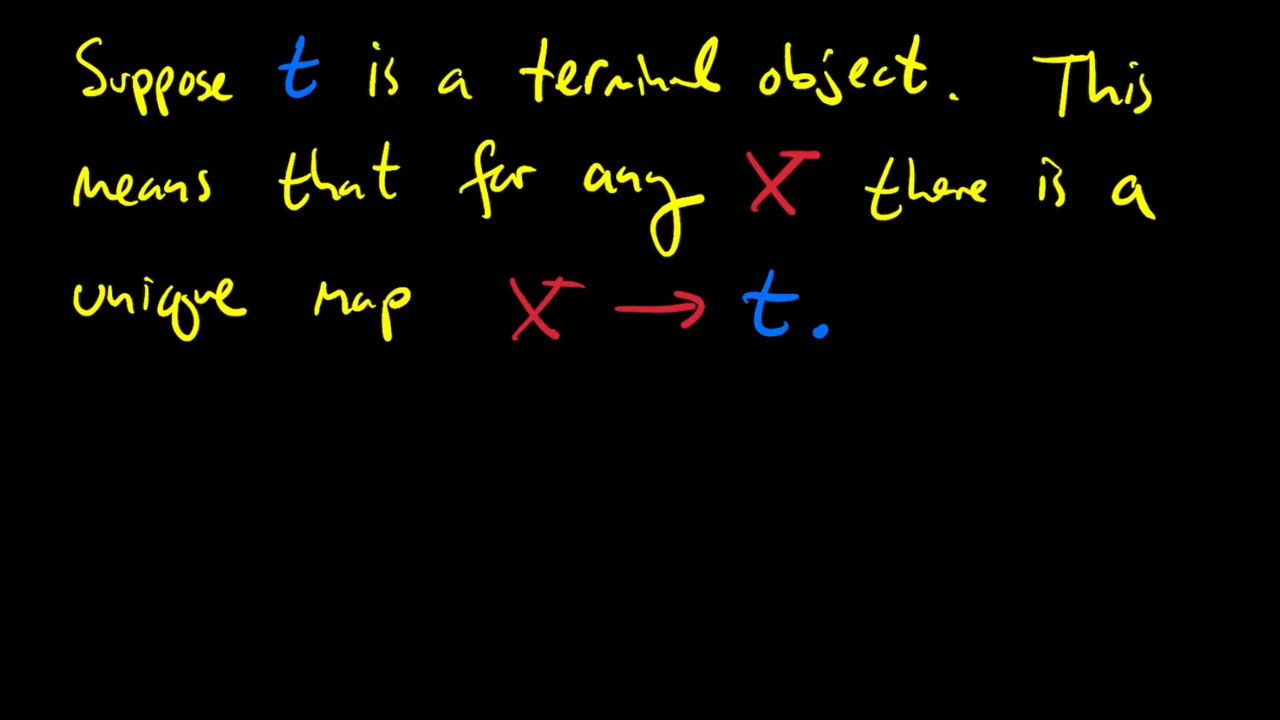 Suppose t is a terminal object. This
means that for any X there is a
unique map X → t.